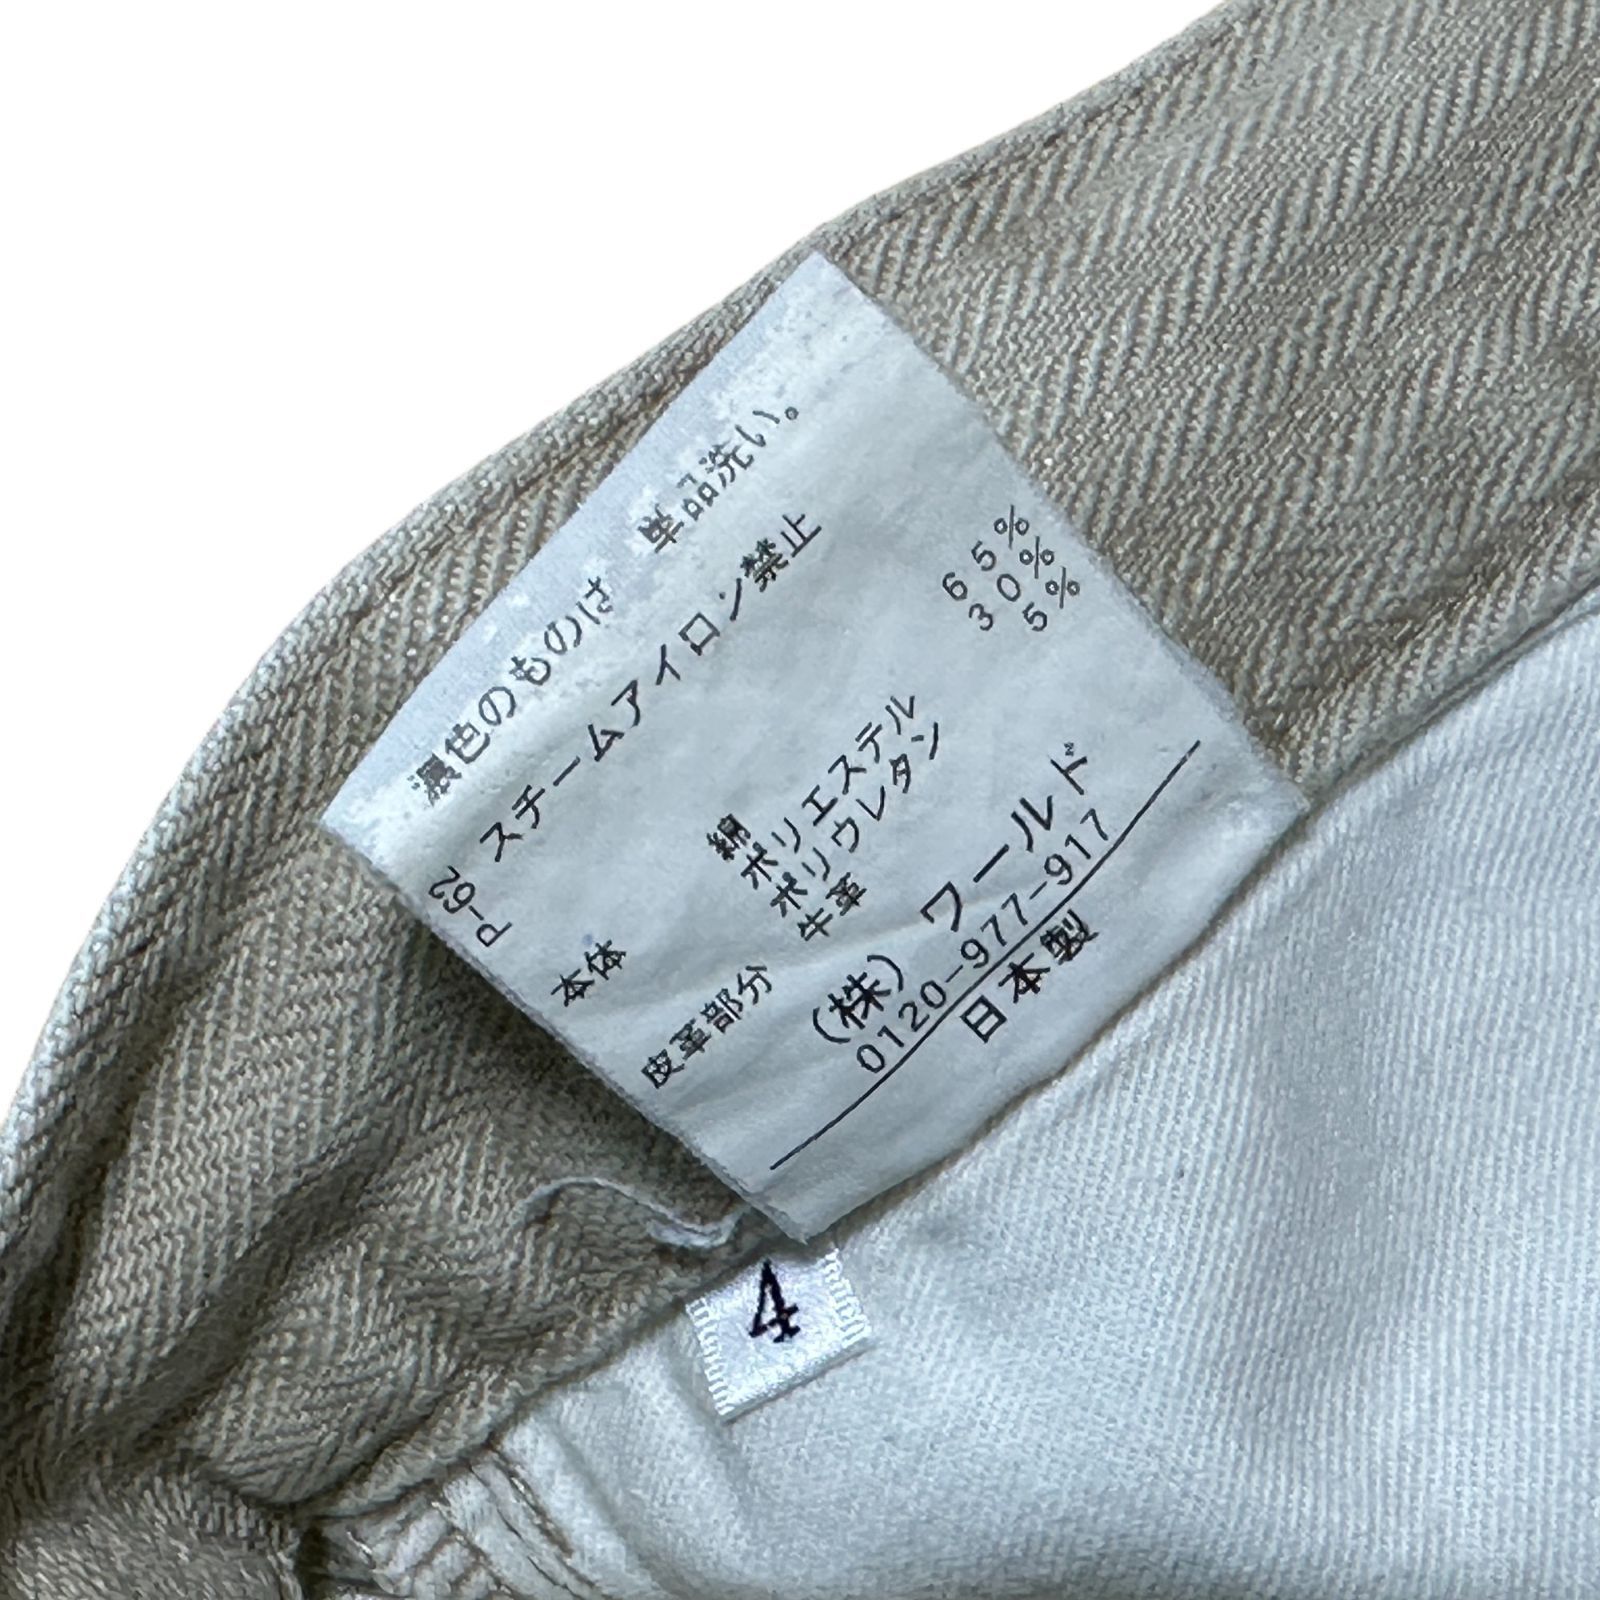 濃色のものは 単品洗い。
P-62 スチームアイロン禁止
本体 綿 65%
ポリエステル 30%
ポリウレタン 5%
皮革部分 牛革
(株) ワールド z
0120-977-917
日本製
4